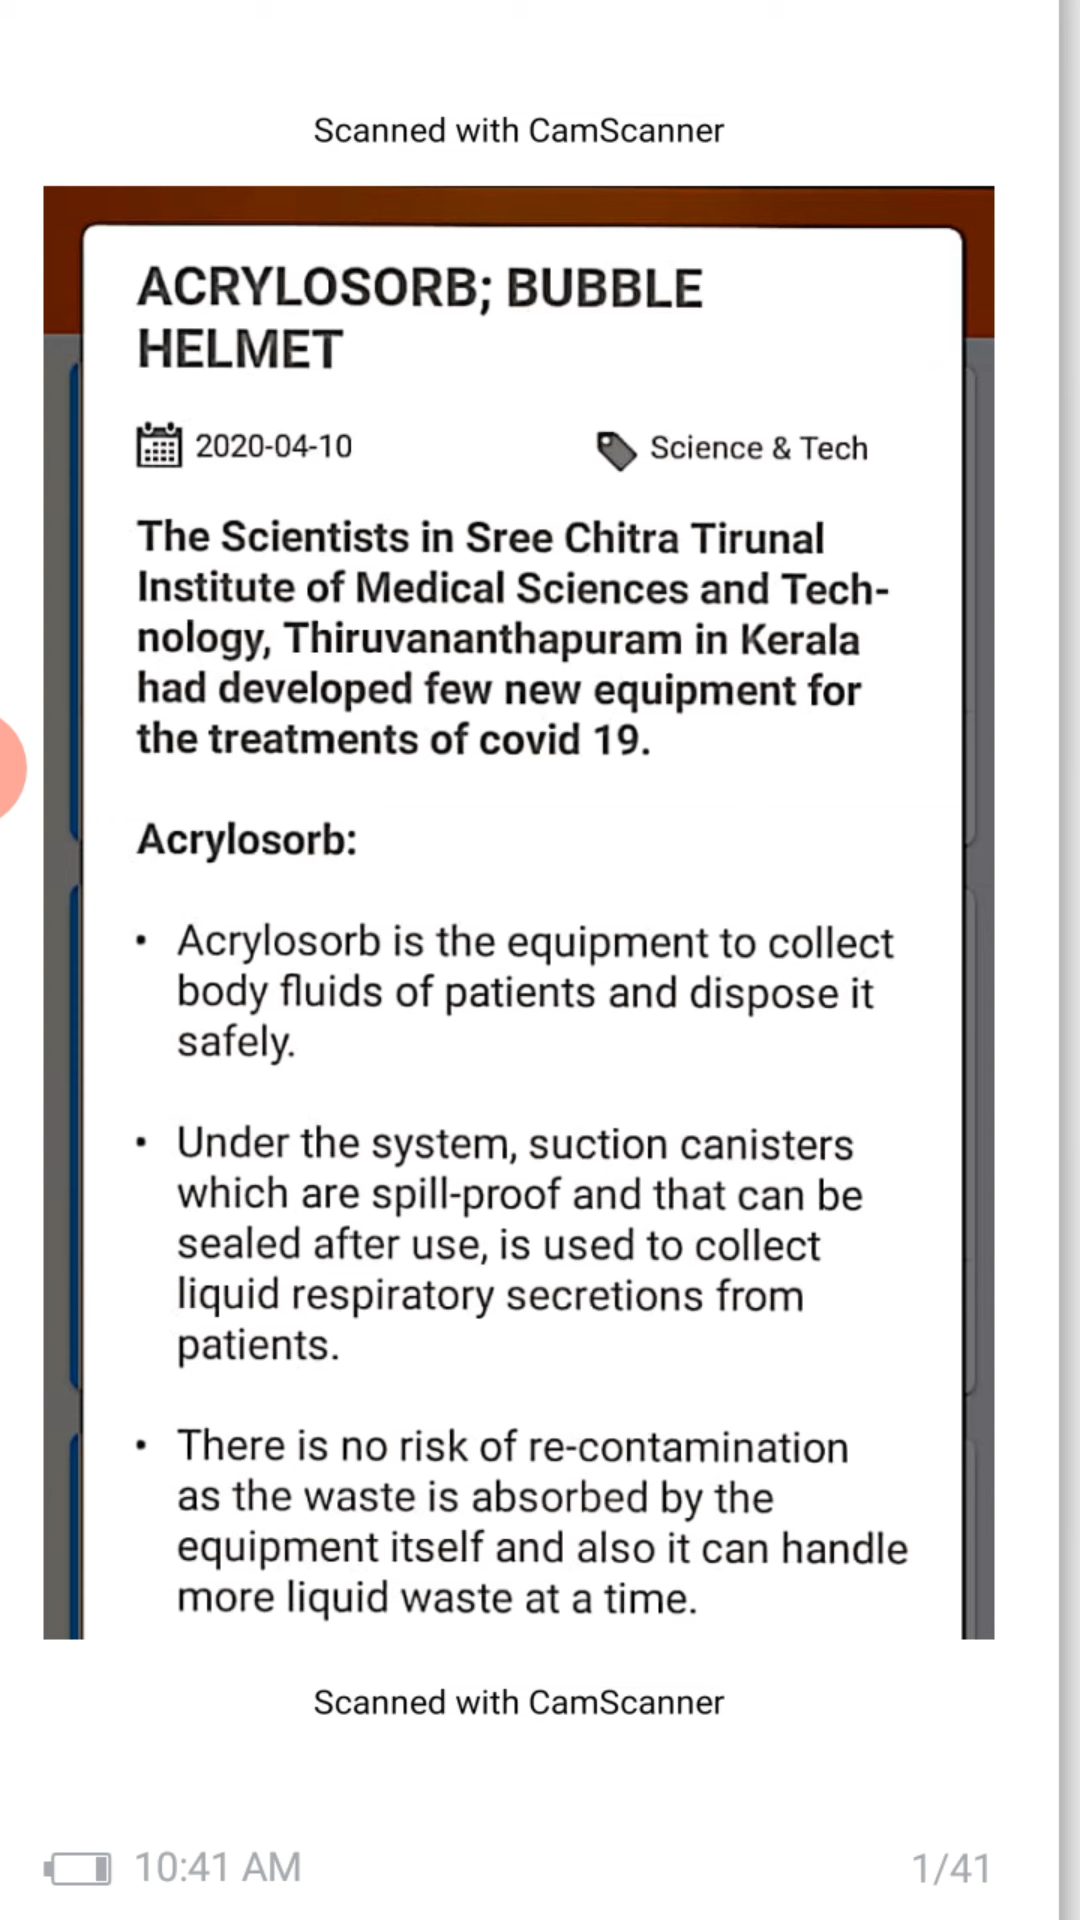 Scanned with CamScanner
ACRYLOSORB; BUBBLE
HELMET
2020-04-10
Science & Tech
The Scientists in Sree Chitra Tirunal
Institute of Medical Sciences and Tech-
nology, Thiruvananthapuram in Kerala
had developed few new equipment for
the treatments of covid 19.
Acrylosorb:
• Acrylosorb is the equipment to collect
body fluids of patients and dispose it
safely.
• Under the system, suction canisters
which are spill-proof and that can be
sealed after use, is used to collect
liquid respiratory secretions from
patients.
• There is no risk of re-contamination
as the waste is absorbed by the
equipment itself and also it can handle
more liquid waste at a time.
Scanned with CamScanner
10:41 AM
1/41